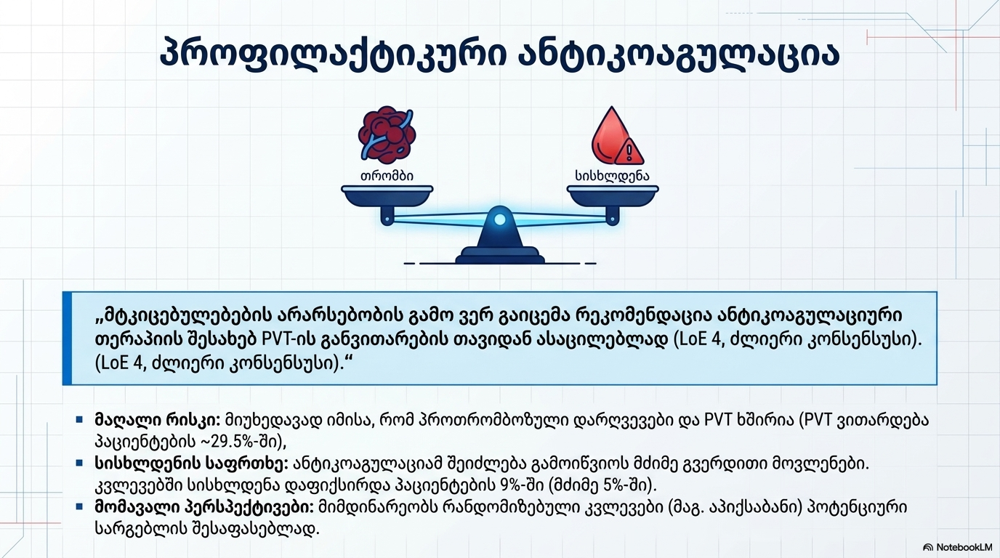 პროფილაქტიკური ანტიკოაგულაცია
თრომბი
სისხლდენა
„მტკიცებულებების არარსებობის გამო ვერ გაიცემა რეკომენდაცია ანტიკოაგულაციური
თერაპიის შესახებ PVT-ის განვითარების თავიდან ასაცილებლად (LoE 4, ძლიერი კონსენსუსი).
(LoE 4, ძლიერი კონსენსუსი).“
▪ მაღალი რისკი: მიუხედავად იმისა, რომ პროთრომბოზული დარღვევები და PVT ხშირია (PVT ვითარდება
პაციენტების ~29.5%-ში),
▪ სისხლდენის საფრთხე: ანტიკოაგულაციამ შეიძლება გამოიწვიოს მძიმე გვერდითი მოვლენები.
კვლევებში სისხლდენა დაფიქსირდა პაციენტების 9%-ში (მძიმე 5%-ში).
▪ მომავალი პერსპექტივები: მიმდინარეობს რანდომიზებული კვლევები (მაგ. აპიქსაბანი) პოტენციური
სარგებლის შესაფასებლად.
NotebookLM